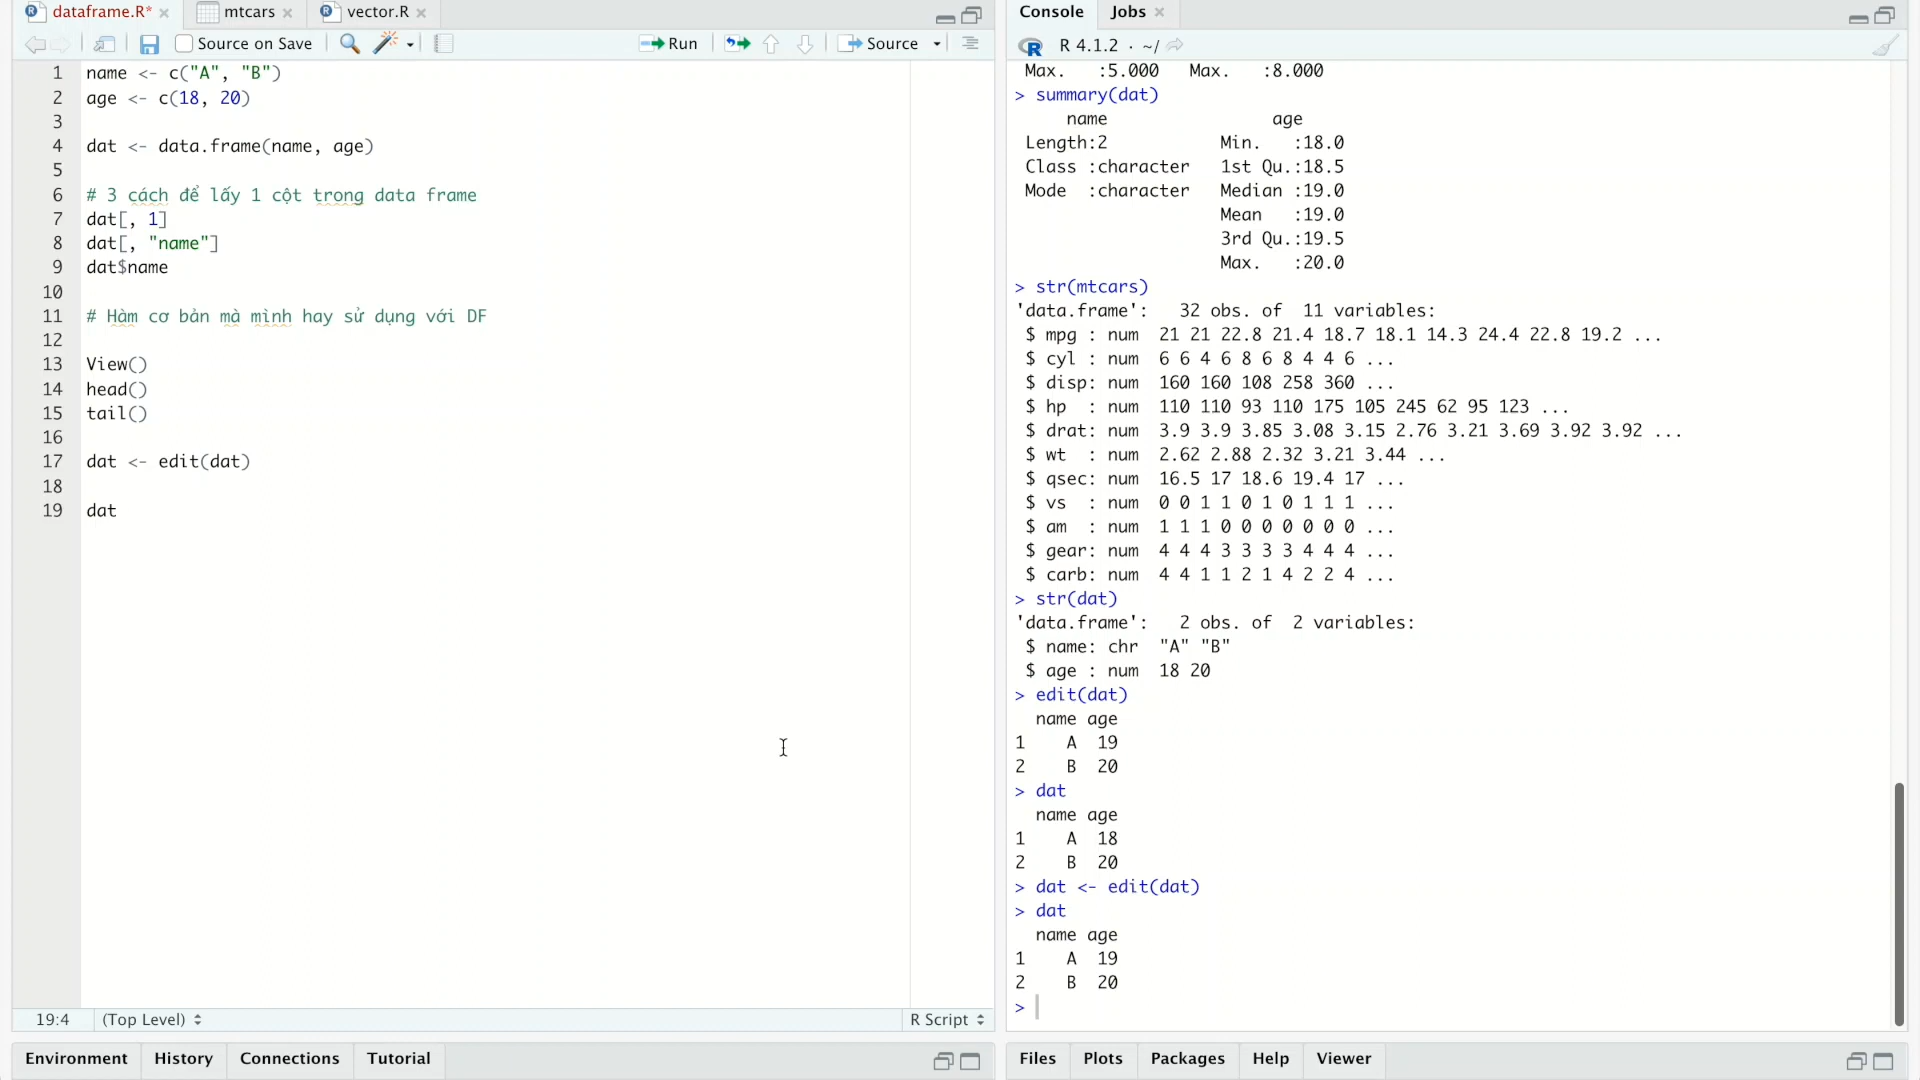 dataframe.R* mtcars vector.R
Source on Save Run Source
1 name <- c("A", "B")
2 age <- c(18, 20)
3
4 dat <- data.frame(name, age)
5
6 # 3 cách để lấy 1 cột trong data frame
7 dat[, 1]
8 dat[, "name"]
9 dat$name
10
11 # Hàm cơ bản mà mình hay sử dụng với DF
12
13 View()
14 head()
15 tail()
16
17 dat <- edit(dat)
18
19 dat
19:4 (Top Level) R Script
Environment History Connections Tutorial
Console Jobs
R 4.1.2 · ~/
Max. :5.000 Max. :8.000
> summary(dat)
name age
Length:2 Min. :18.0
Class :character 1st Qu.:18.5
Mode :character Median :19.0
Mean :19.0
3rd Qu.:19.5
Max. :20.0
> str(mtcars)
'data.frame': 32 obs. of 11 variables:
$ mpg : num 21 21 22.8 21.4 18.7 18.1 14.3 24.4 22.8 19.2 ...
$ cyl : num 6 6 4 6 8 6 8 4 4 6 ...
$ disp: num 160 160 108 258 360 ...
$ hp : num 110 110 93 110 175 105 245 62 95 123 ...
$ drat: num 3.9 3.9 3.85 3.08 3.15 2.76 3.21 3.69 3.92 3.92 ...
$ wt : num 2.62 2.88 2.32 3.21 3.44 ...
$ qsec: num 16.5 17 18.6 19.4 17 ...
$ vs : num 0 0 1 1 0 1 0 1 1 1 ...
$ am : num 1 1 1 0 0 0 0 0 0 0 ...
$ gear: num 4 4 4 3 3 3 3 4 4 4 ...
$ carb: num 4 4 1 1 2 1 4 2 2 4 ...
> str(dat)
'data.frame': 2 obs. of 2 variables:
$ name: chr "A" "B"
$ age : num 18 20
> edit(dat)
name age
1 A 19
2 B 20
> dat
name age
1 A 18
2 B 20
> dat <- edit(dat)
> dat
name age
1 A 19
2 B 20
>
Files Plots Packages Help Viewer